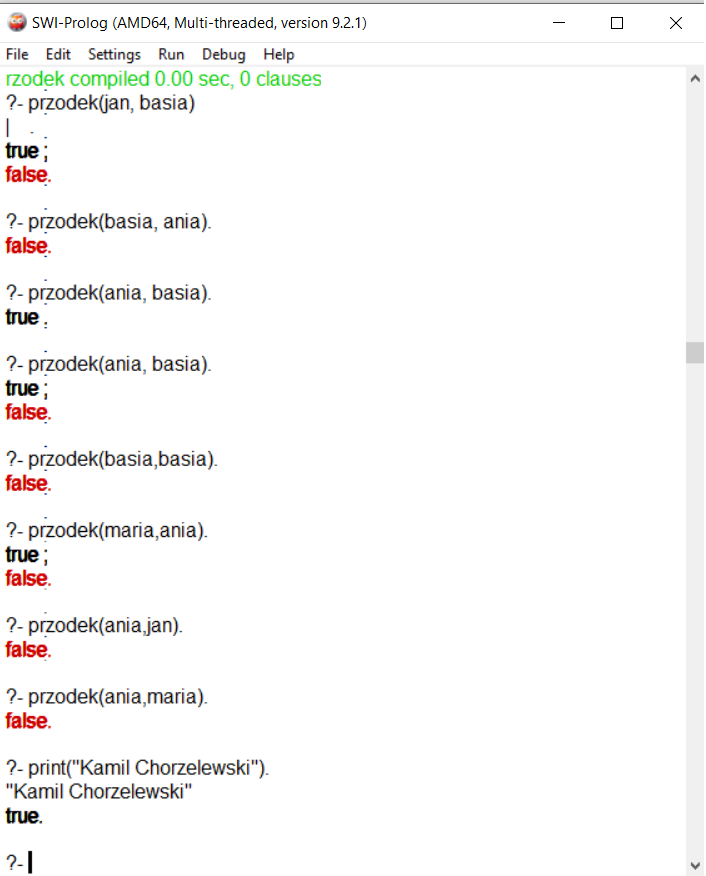 SWI-Prolog (AMD64, Multi-threaded, version 9.2.1)
File Edit Settings Run Debug Help
rzodek compiled 0.00 sec, 0 clauses
?- przodek(jan, basia)
| .
true ;
false.
?- przodek(basia, ania).
false.
?- przodek(ania, basia).
true .
?- przodek(ania, basia).
true ;
false.
?- przodek(basia,basia).
false.
?- przodek(maria,ania).
true ;
false.
?- przodek(ania,jan).
false.
?- przodek(ania,maria).
false.
?- print("Kamil Chorzelewski").
"Kamil Chorzelewski"
true.
?-